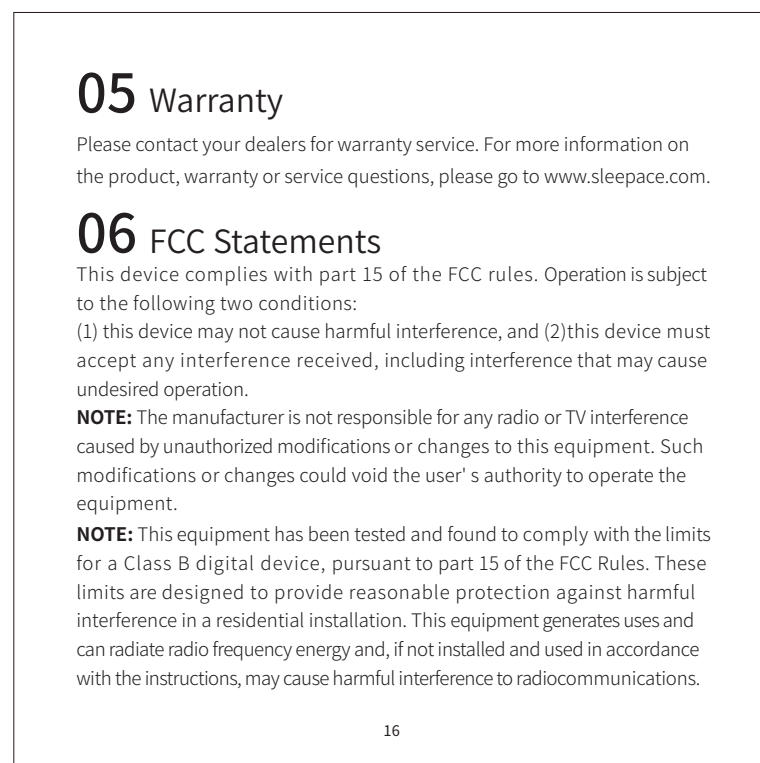 05 Warranty
Please contact your dealers for warranty service. For more information on
the product, warranty or service questions, please go to www.sleepace.com.
06 FCC Statements
This device complies with part 15 of the FCC rules. Operation is subject
to the following two conditions:
(1) this device may not cause harmful interference, and (2)this device must
accept any interference received, including interference that may cause
undesired operation.
NOTE: The manufacturer is not responsible for any radio or TV interference
caused by unauthorized modifications or changes to this equipment. Such
modifications or changes could void the user' s authority to operate the
equipment.
NOTE: This equipment has been tested and found to comply with the limits
for a Class B digital device, pursuant to part 15 of the FCC Rules. These
limits are designed to provide reasonable protection against harmful
interference in a residential installation. This equipment generates uses and
can radiate radio frequency energy and, if not installed and used in accordance
with the instructions, may cause harmful interference to radiocommunications.
16